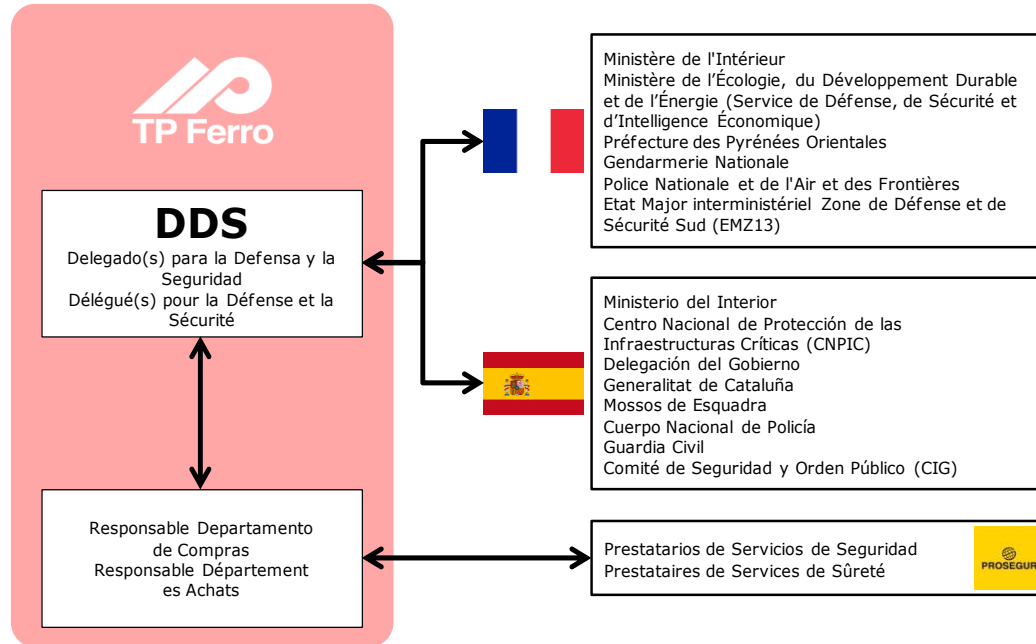 TP Ferro
DDS
Delegado(s) para la Defensa y la
Seguridad
Délégué(s) pour la Défense et la
Sécurité
Responsable Departamento
de Compras
Responsable Département
es Achats
Ministère de l'Intérieur
Ministère de l’Écologie, du Développement Durable
et de l’Énergie (Service de Défense, de Sécurité et
d’Intelligence Économique)
Préfecture des Pyrénées Orientales
Gendarmerie Nationale
Police Nationale et de l'Air et des Frontières
Etat Major interministériel Zone de Défense et de
Sécurité Sud (EMZ13)
Ministerio del Interior
Centro Nacional de Protección de las
Infraestructuras Críticas (CNPIC)
Delegación del Gobierno
Generalitat de Cataluña
Mossos de Esquadra
Cuerpo Nacional de Policía
Guardia Civil
Comité de Seguridad y Orden Público (CIG)
Prestatarios de Servicios de Seguridad
Prestataires de Services de Sûreté
PROSEGUR